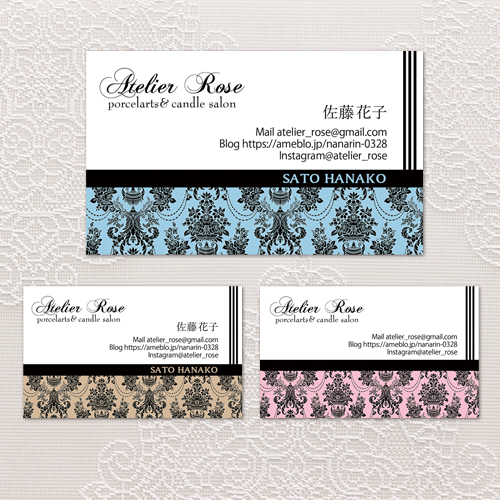 Atelier Rose
porcelarts & candle salon
佐藤花子
Mail atelier_rose@gmail.com
Blog https://ameblo.jp/nanarin-0328
Instagram@atelier_rose
SATO HANAKO
Atelier Rose
porcelarts & candle salon
佐藤花子
Mail atelier_rose@gmail.com
Blog https://ameblo.jp/nanarin-0328
Instagram@atelier_rose
SATO HANAKO
Atelier Rose
porcelarts & candle salon
Mail atelier_rose@gmail.com
Blog https://ameblo.jp/nanarin-0328
Instagram@atelier_rose